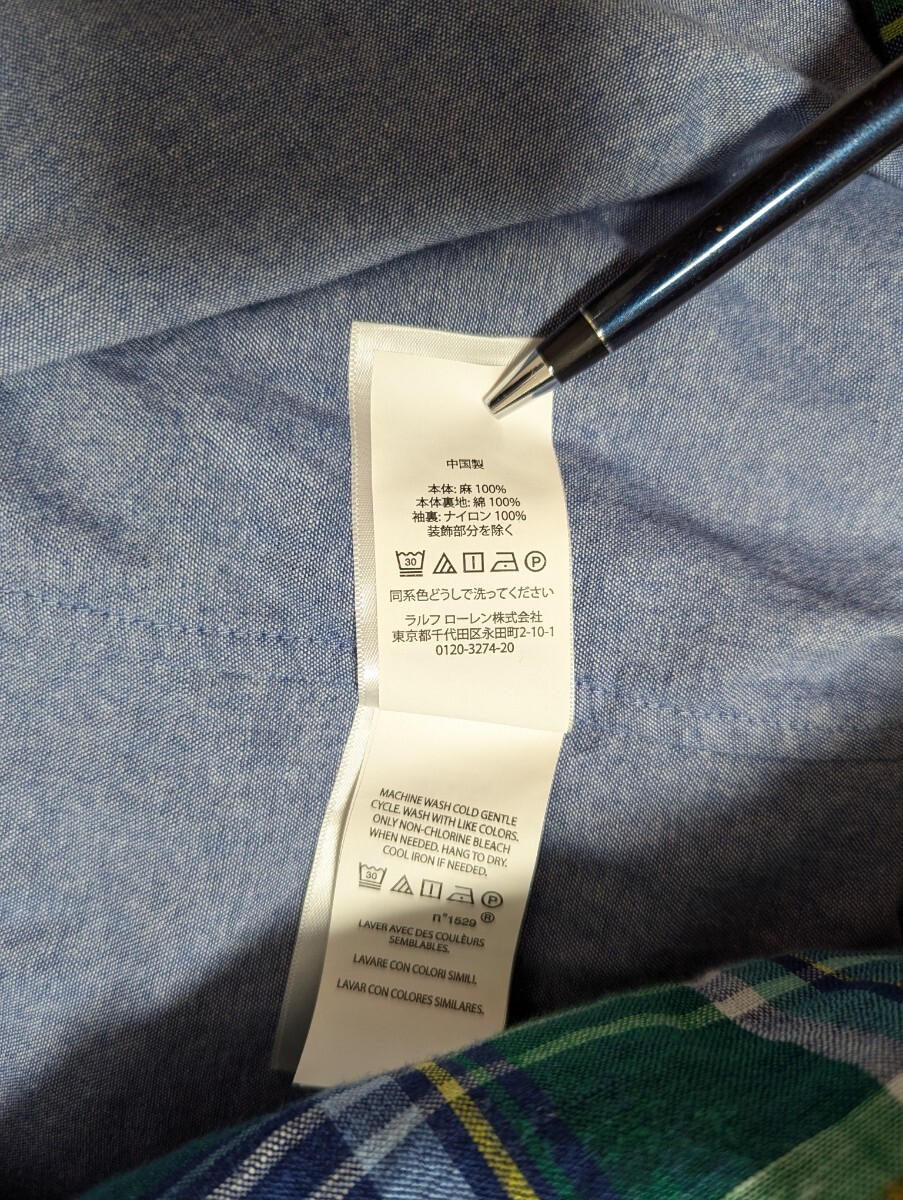 中国製
本体: 麻 100%
本体裏地: 綿 100%
袖裏: ナイロン 100%
装飾部分を除く
30 P
同系色どうしで洗ってください
ラルフ ローレン株式会社
東京都千代田区永田町2-10-1
0120-3274-20
MACHINE WASH COLD GENTLE
CYCLE. WASH WITH LIKE COLORS.
ONLY NON-CHLORINE BLEACH
WHEN NEEDED. HANG TO DRY.
COOL IRON IF NEEDED.
30 P
n°1529 ®
LAVER AVEC DES COULEURS
SEMBLABLES.
LAVARE CON COLORI SIMILI.
LAVAR CON COLORES SIMILARES.